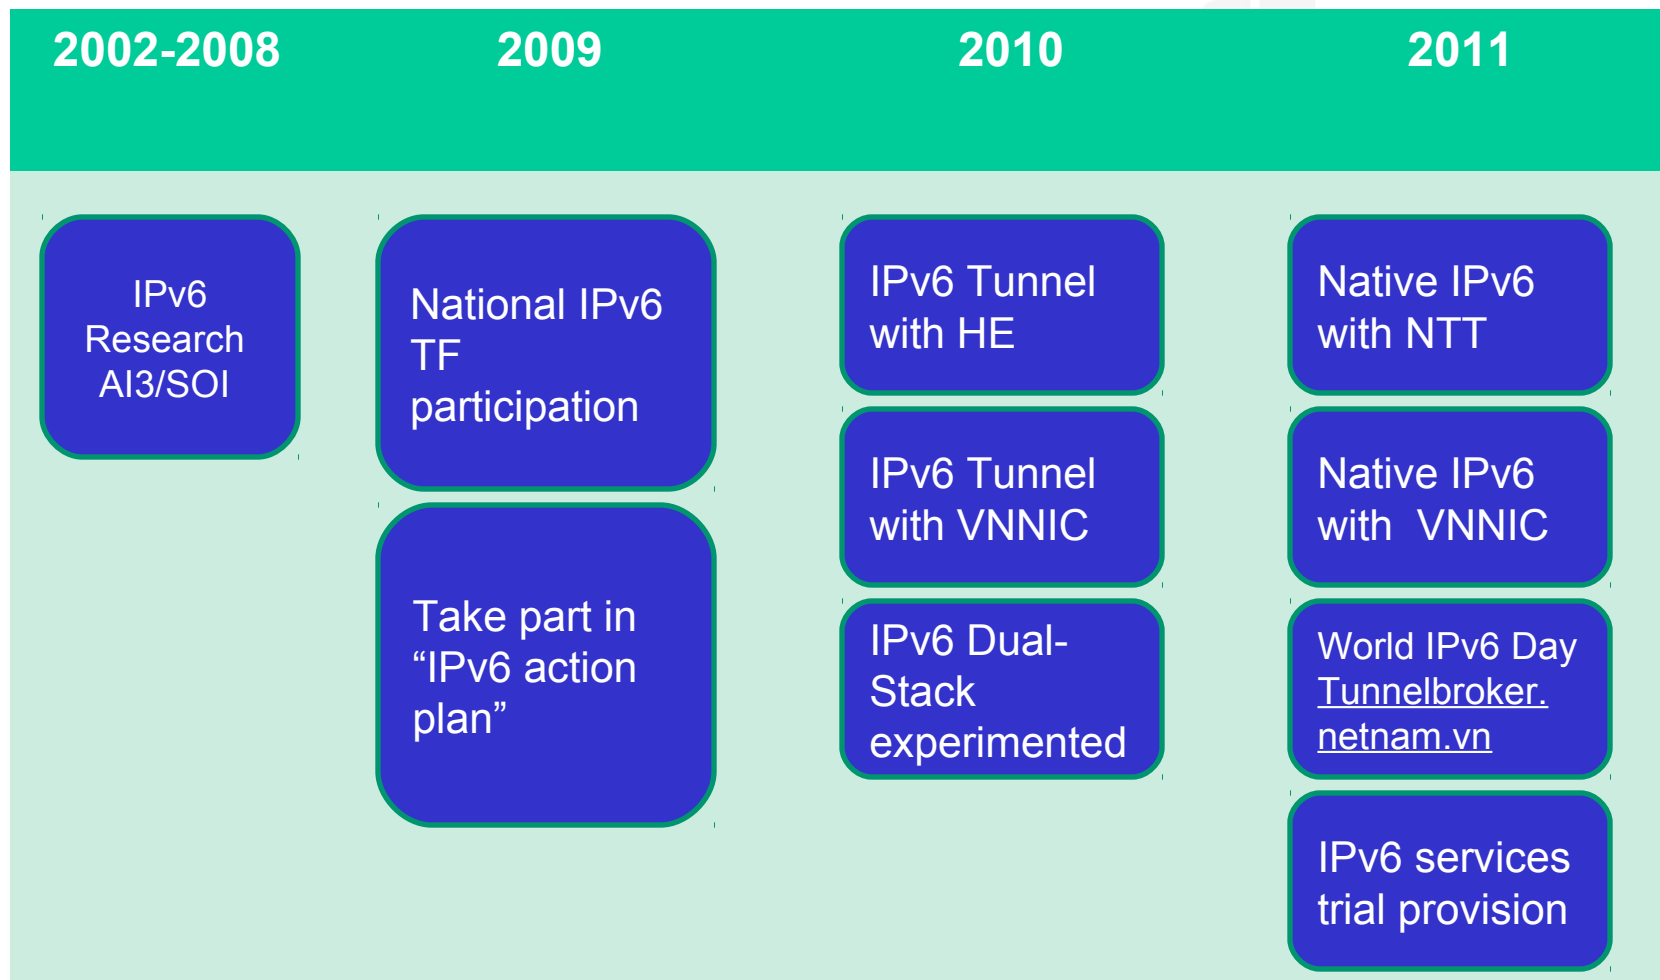 2002-2008
2009
2010
2011
IPv6
Research
AI3/SOI
National IPv6
TF
participation
Take part in
“IPv6 action
plan”
IPv6 Tunnel
with HE
IPv6 Tunnel
with VNNIC
IPv6 Dual-
Stack
experimented
Native IPv6
with NTT
Native IPv6
with  VNNIC
World IPv6 Day
Tunnelbroker.
netnam.vn
IPv6 services
trial provision